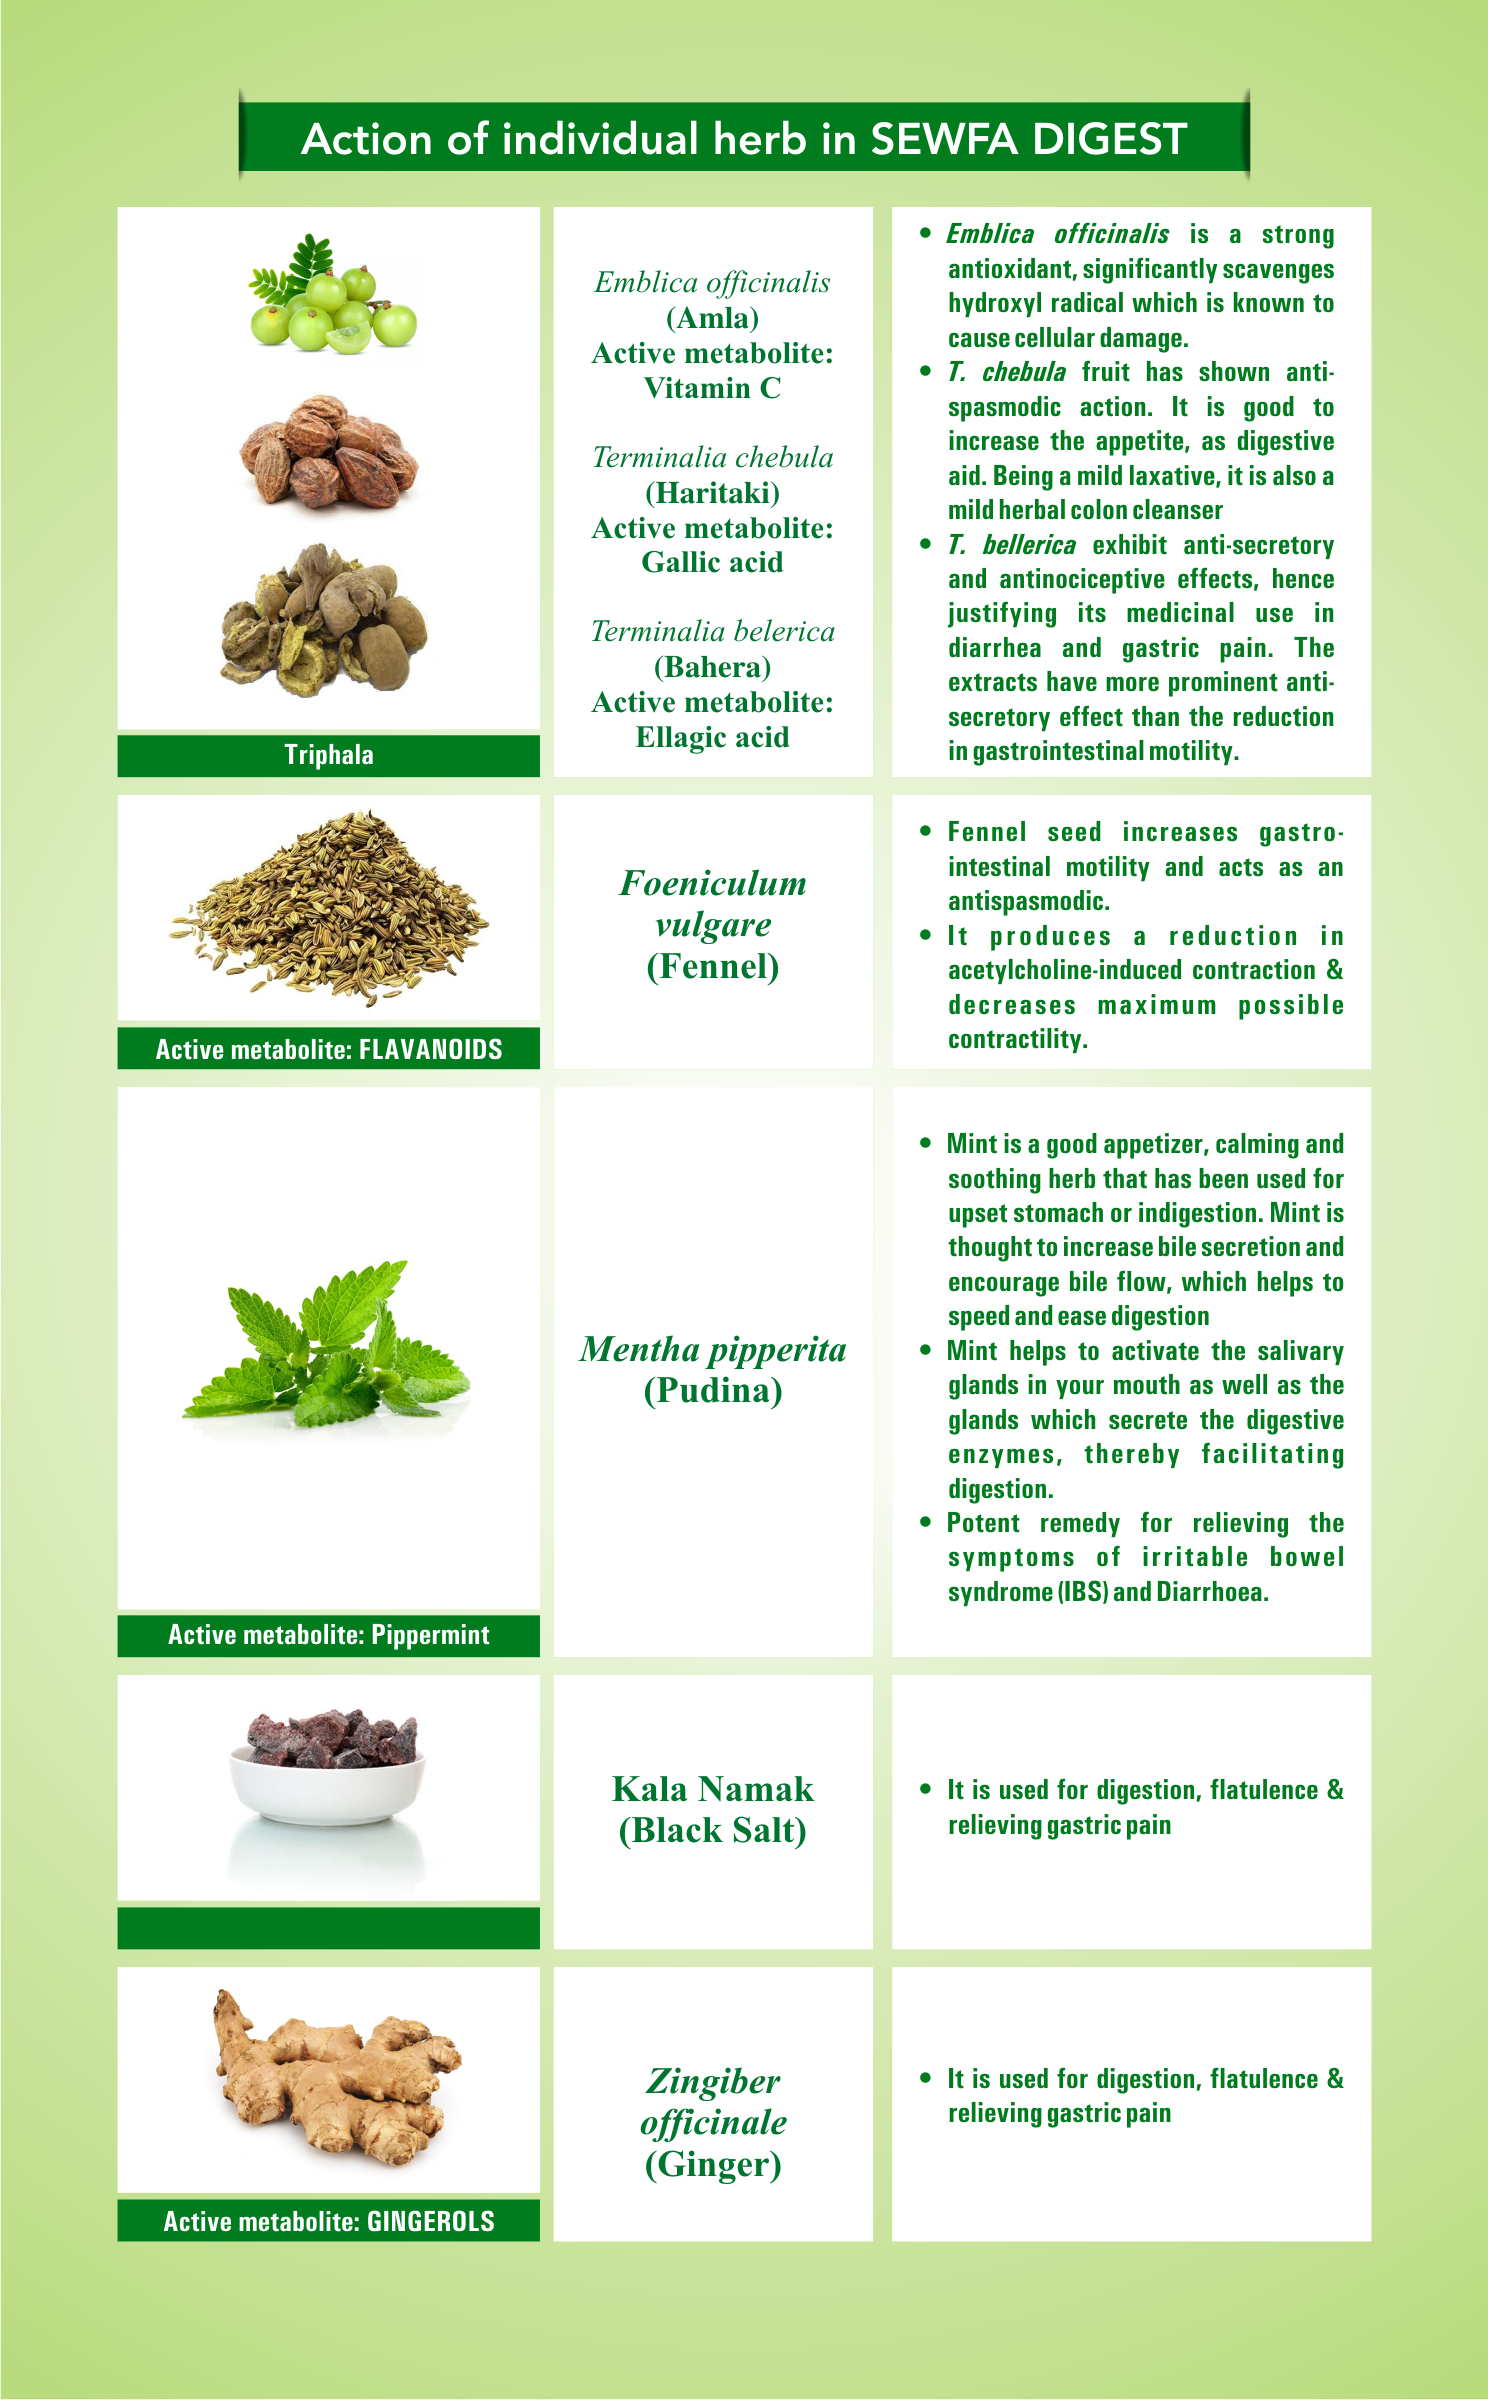 Action of individual herb in SEWFA DIGEST
Triphala
Emblica officinalis
(Amla)
Active metabolite:
Vitamin C
Terminalia chebula
(Haritaki)
Active metabolite:
Gallic acid
Terminalia belerica
(Bahera)
Active metabolite:
Ellagic acid
• Emblica officinalis is a strong
antioxidant, significantly scavenges
hydroxyl radical which is known to
cause cellular damage.
• T. chebula fruit has shown anti-
spasmodic action. It is good to
increase the appetite, as digestive
aid. Being a mild laxative, it is also a
mild herbal colon cleanser
• T. bellerica exhibit anti-secretory
and antinociceptive effects, hence
justifying its medicinal use in
diarrhea and gastric pain. The
extracts have more prominent anti-
secretory effect than the reduction
in gastrointestinal motility.
Active metabolite: FLAVANOIDS
Foeniculum
vulgare
(Fennel)
• Fennel seed increases gastro-
intestinal motility and acts as an
antispasmodic.
• It produces a reduction in
acetylcholine-induced contraction &
decreases maximum possible
contractility.
Active metabolite: Pippermint
Mentha pipperita
(Pudina)
• Mint is a good appetizer, calming and
soothing herb that has been used for
upset stomach or indigestion. Mint is
thought to increase bile secretion and
encourage bile flow, which helps to
speed and ease digestion
• Mint helps to activate the salivary
glands in your mouth as well as the
glands which secrete the digestive
enzymes, thereby facilitating
digestion.
• Potent remedy for relieving the
symptoms of irritable bowel
syndrome (IBS) and Diarrhoea.
Kala Namak
(Black Salt)
• It is used for digestion, flatulence &
relieving gastric pain
Active metabolite: GINGEROLS
Zingiber
officinale
(Ginger)
• It is used for digestion, flatulence &
relieving gastric pain